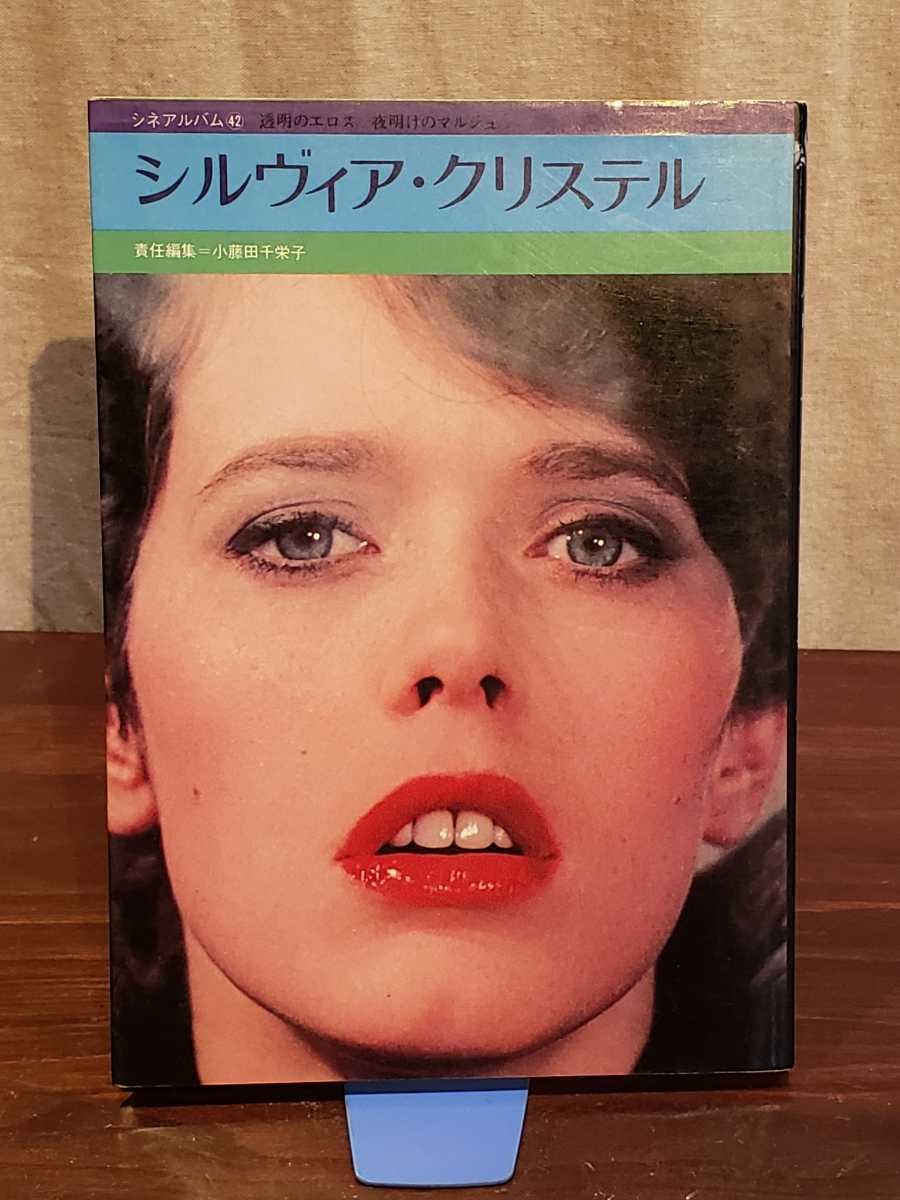 シネアルバム㊷ 透明のエロス 夜明けのマルジュ
シルヴィア・クリステル
責任編集=小藤田千栄子